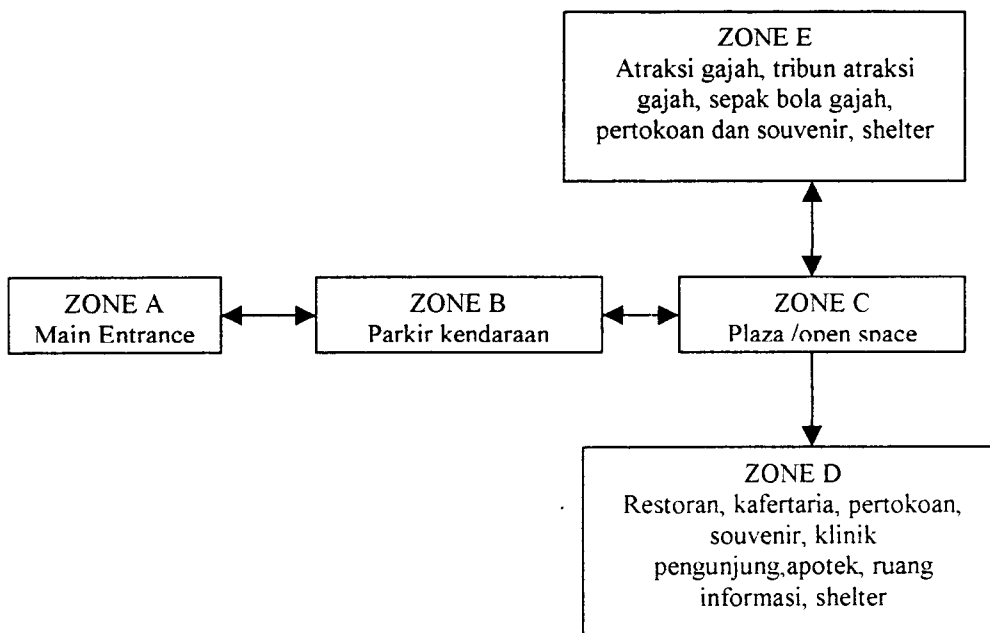 ZONE E
Atraksi gajah, tribun atraksi
gajah, sepak bola gajah,
pertokoan dan souvenir, shelter
ZONE A
Main Entrance
ZONE B
Parkir kendaraan
ZONE C
Plaza /open space
ZONE D
Restoran, kafertaria, pertokoan,
souvenir, klinik
pengunjung,apotek, ruang
informasi, shelter